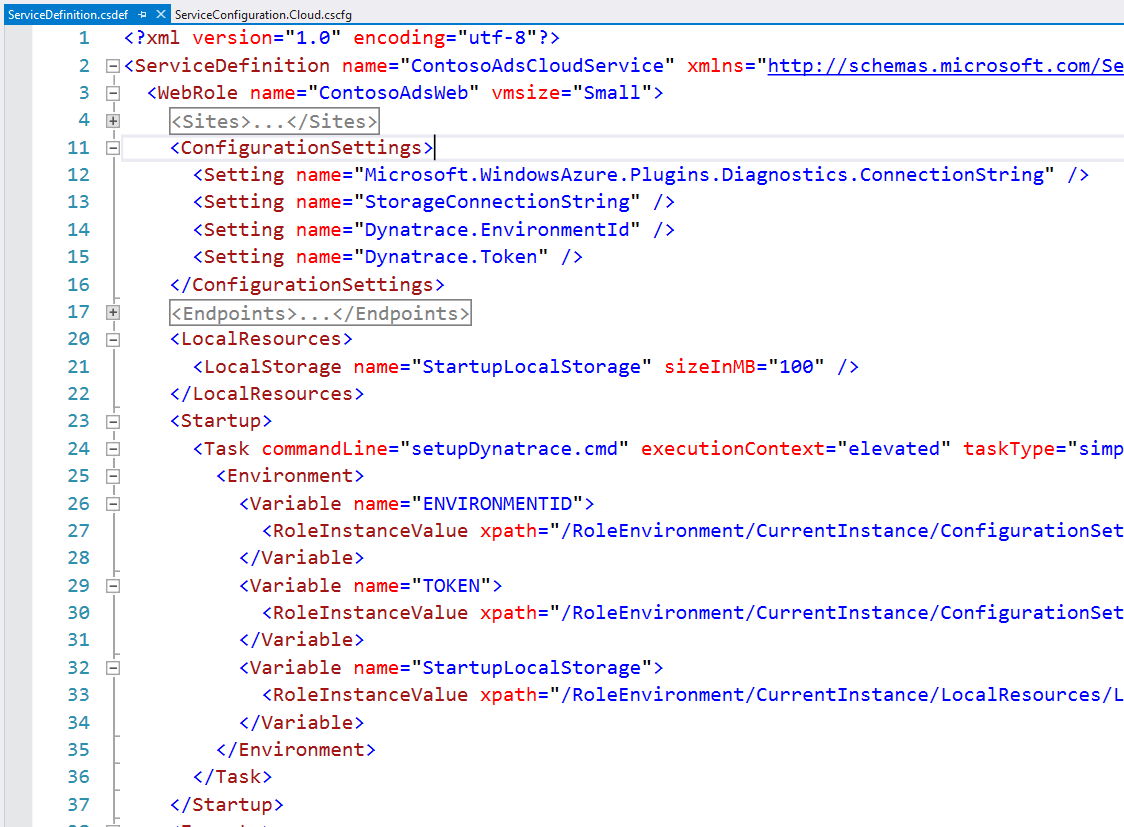 ServiceDefinition.csdef ServiceConfiguration.Cloud.cscfg
1 <?xml version="1.0" encoding="utf-8"?>
2 <ServiceDefinition name="ContosoAdsCloudService" xmlns="http://schemas.microsoft.com/Se
3 <WebRole name="ContosoAdsWeb" vmsize="Small">
4 <Sites>...</Sites>
11 <ConfigurationSettings>
12 <Setting name="Microsoft.WindowsAzure.Plugins.Diagnostics.ConnectionString" />
13 <Setting name="StorageConnectionString" />
14 <Setting name="Dynatrace.EnvironmentId" />
15 <Setting name="Dynatrace.Token" />
16 </ConfigurationSettings>
17 <Endpoints>...</Endpoints>
20 <LocalResources>
21 <LocalStorage name="StartupLocalStorage" sizeInMB="100" />
22 </LocalResources>
23 <Startup>
24 <Task commandLine="setupDynatrace.cmd" executionContext="elevated" taskType="simp
25 <Environment>
26 <Variable name="ENVIRONMENTID">
27 <RoleInstanceValue xpath="/RoleEnvironment/CurrentInstance/ConfigurationSet
28 </Variable>
29 <Variable name="TOKEN">
30 <RoleInstanceValue xpath="/RoleEnvironment/CurrentInstance/ConfigurationSet
31 </Variable>
32 <Variable name="StartupLocalStorage">
33 <RoleInstanceValue xpath="/RoleEnvironment/CurrentInstance/LocalResources/L
34 </Variable>
35 </Environment>
36 </Task>
37 </Startup>